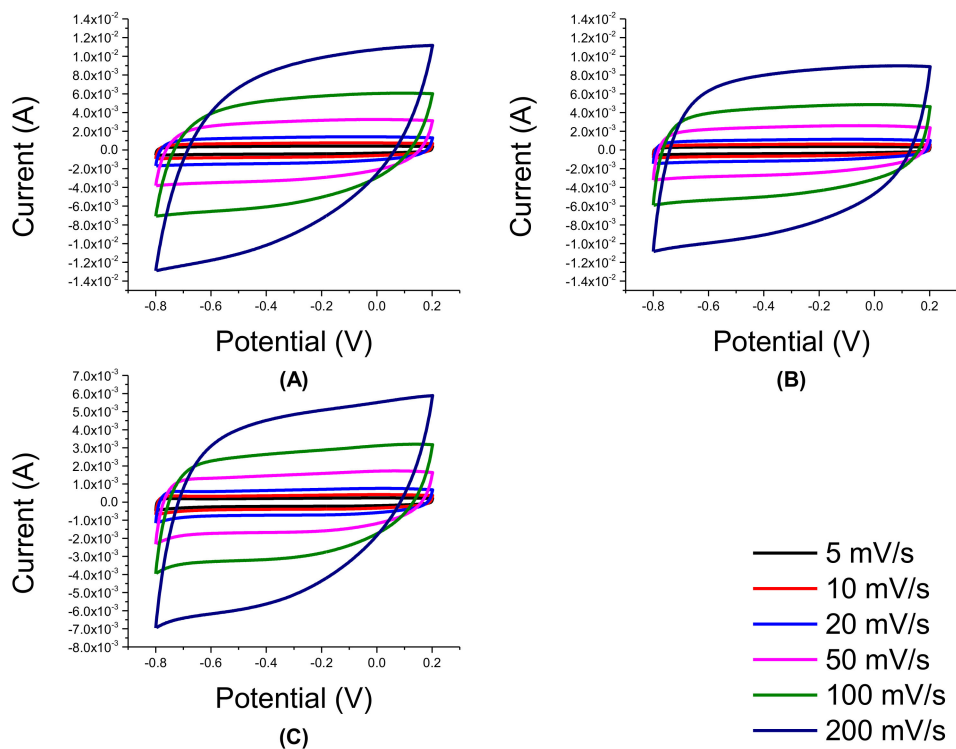 1.4x10⁻²
1.2x10⁻²
1.0x10⁻²
8.0x10⁻³
6.0x10⁻³
4.0x10⁻³
2.0x10⁻³
0.0
-2.0x10⁻³
-4.0x10⁻³
-6.0x10⁻³
-8.0x10⁻³
-1.0x10⁻²
-1.2x10⁻²
-1.4x10⁻²
Current (A)
-0.8 -0.6 -0.4 -0.2 0.0 0.2
Potential (V)
(A)
1.4x10⁻²
1.2x10⁻²
1.0x10⁻²
8.0x10⁻³
6.0x10⁻³
4.0x10⁻³
2.0x10⁻³
0.0
-2.0x10⁻³
-4.0x10⁻³
-6.0x10⁻³
-8.0x10⁻³
-1.0x10⁻²
-1.2x10⁻²
-1.4x10⁻²
Current (A)
-0.8 -0.6 -0.4 -0.2 0.0 0.2
Potential (V)
(B)
7.0x10⁻³
6.0x10⁻³
5.0x10⁻³
4.0x10⁻³
3.0x10⁻³
2.0x10⁻³
1.0x10⁻³
0.0
-1.0x10⁻³
-2.0x10⁻³
-3.0x10⁻³
-4.0x10⁻³
-5.0x10⁻³
-6.0x10⁻³
-7.0x10⁻³
-8.0x10⁻³
Current (A)
-0.8 -0.6 -0.4 -0.2 0.0 0.2
Potential (V)
(C)
5 mV/s
10 mV/s
20 mV/s
50 mV/s
100 mV/s
200 mV/s